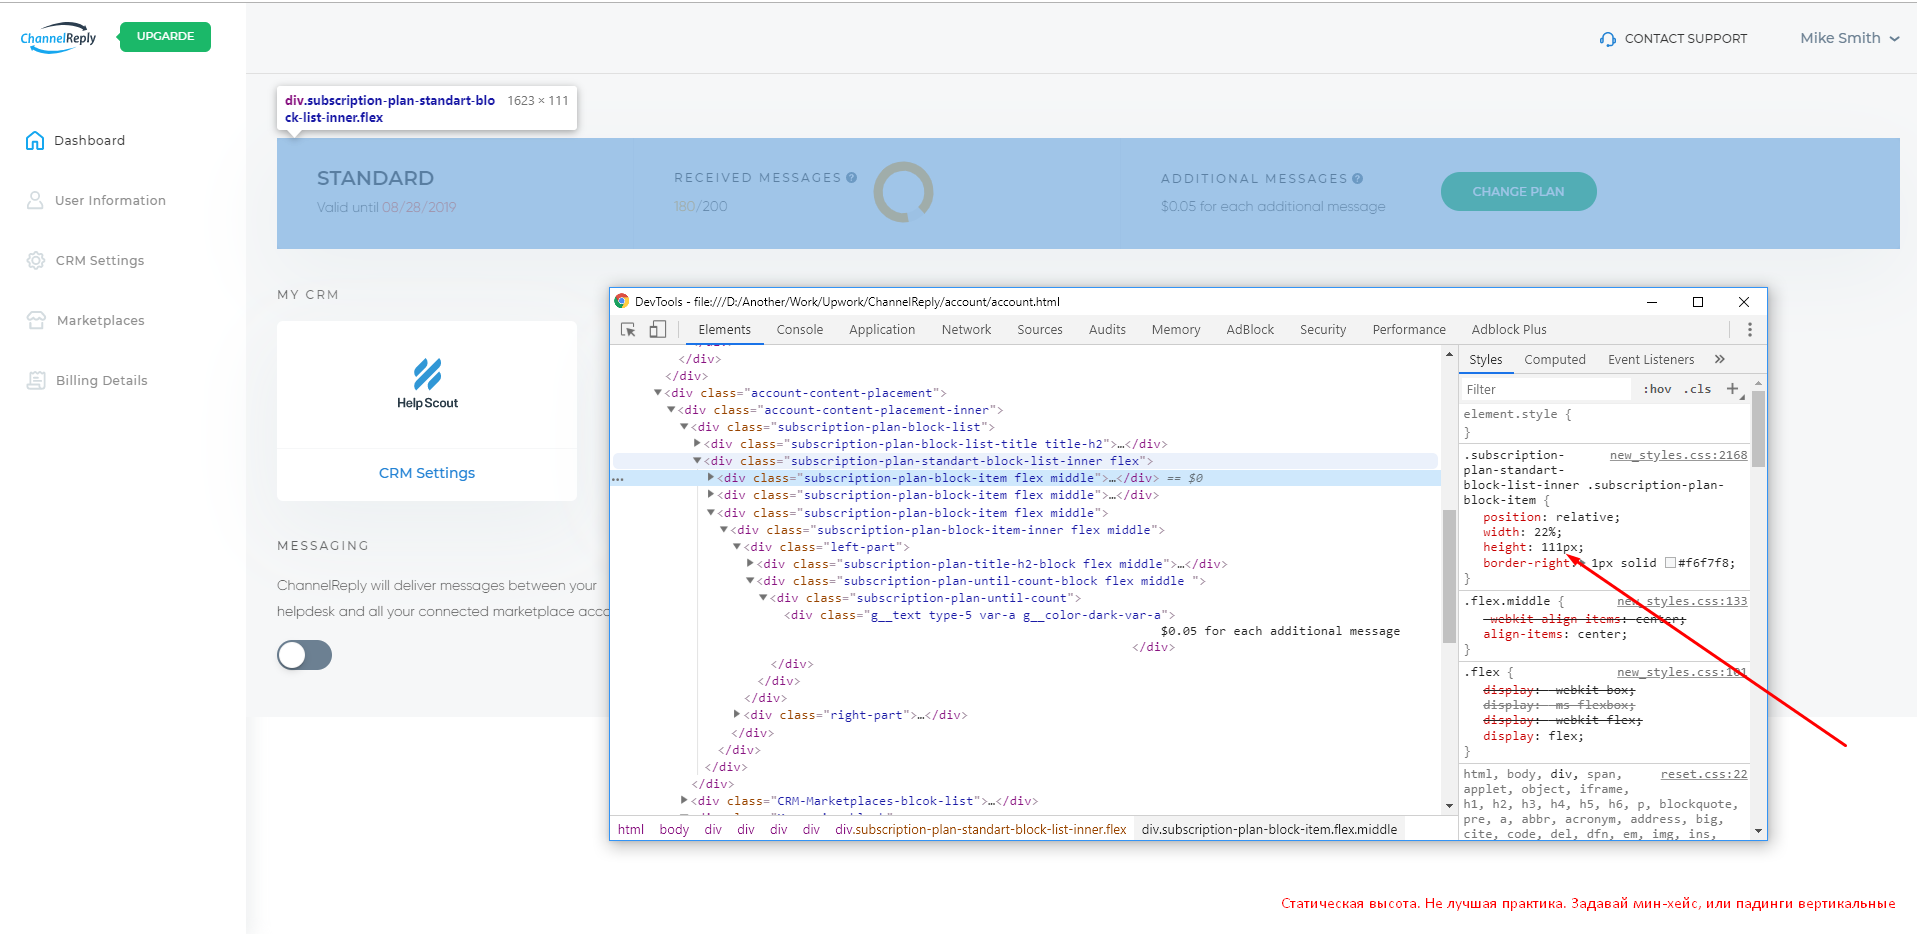 ChannelReply
UPGARDE
CONTACT SUPPORT
Mike Smith
div.subscription-plan-standart-blo
ck-list-inner.flex
1623 × 111
Dashboard
User Information
CRM Settings
Marketplaces
Billing Details
STANDARD
Valid until 08/28/2019
RECEIVED MESSAGES
180/200
ADDITIONAL MESSAGES
$0.05 for each additional message
CHANGE PLAN
MY CRM
Help Scout
CRM Settings
MESSAGING
ChannelReply will deliver messages between your
helpdesk and all your connected marketplace acco
DevTools - file:///D:/Another/Work/Upwork/ChannelReply/account/account.html
Elements Console Application Network Sources Audits Memory AdBlock Security Performance Adblock Plus
</div>
</div>
<div class="account-content-placement">
<div class="account-content-placement-inner">
<div class="subscription-plan-block-list">
<div class="subscription-plan-block-list-title title-h2">…</div>
<div class="subscription-plan-standart-block-list-inner flex">
<div class="subscription-plan-block-item flex middle">…</div> == $0
<div class="subscription-plan-block-item flex middle">…</div>
<div class="subscription-plan-block-item flex middle">
<div class="subscription-plan-block-item-inner flex middle">
<div class="left-part">
<div class="subscription-plan-title-h2-block flex middle">…</div>
<div class="subscription-plan-until-count-block flex middle ">
<div class="subscription-plan-until-count">
<div class="g__text type-5 var-a g__color-dark-var-a">
$0.05 for each additional message
</div>
</div>
</div>
</div>
<div class="right-part">…</div>
</div>
</div>
</div>
</div>
<div class="CRM-Marketplaces-blcok-list">…</div>
html body div div div div div.subscription-plan-standart-block-list-inner.flex div.subscription-plan-block-item.flex.middle
Styles Computed Event Listeners »
Filter :hov .cls +
element.style {
}
.subscription- new_styles.css:2168
plan-standart-
block-list-inner .subscription-plan-
block-item {
position: relative;
width: 22%;
height: 111px;
border-right: 1px solid #f6f7f8;
}
.flex.middle { new_styles.css:133
-webkit-align-items: center;
align-items: center;
}
.flex { new_styles.css:101
display: -webkit-box;
display: -ms-flexbox;
display: -webkit-flex;
display: flex;
}
html, body, div, span, reset.css:22
applet, object, iframe,
h1, h2, h3, h4, h5, h6, p, blockquote,
pre, a, abbr, acronym, address, big,
cite, code, del, dfn, em, img, ins,
Статическая высота. Не лучшая практика. Задавай мин-хейс, или падинги вертикальные